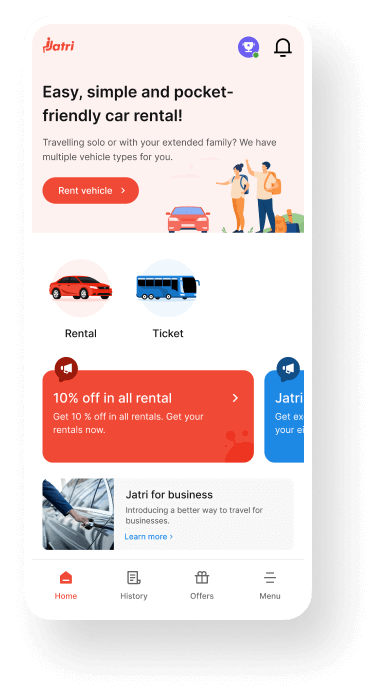 Jatri
Easy, simple and pocket-
friendly car rental!
Travelling solo or with your extended family? We have
multiple vehicle types for you.
Rent vehicle
Rental
Ticket
10% off in all rental
Get 10 % off in all rentals. Get your
rentals now.
Jatri
Get ex
your ei
Jatri for business
Introducing a better way to travel for
businesses.
Learn more
Home
History
Offers
Menu